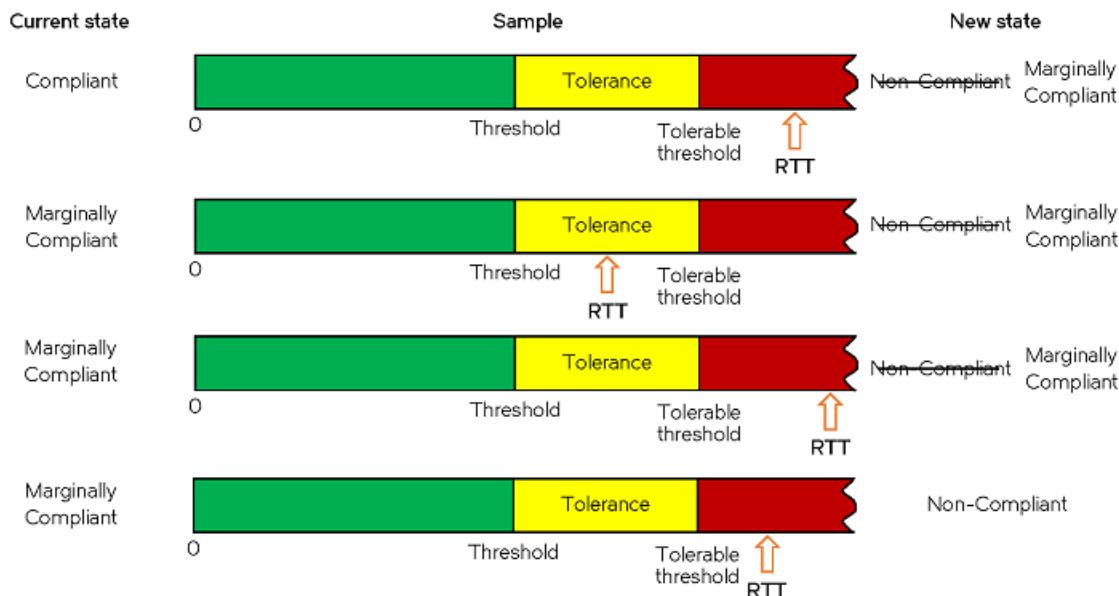 Current state
Sample
New state
Compliant
Tolerance
Non-Compliant
Marginally
Compliant
0
Threshold
Tolerable
threshold
RTT
Marginally
Compliant
Tolerance
Non-Compliant
Marginally
Compliant
0
Threshold
Tolerable
threshold
RTT
Marginally
Compliant
Tolerance
Non-Compliant
Marginally
Compliant
0
Threshold
Tolerable
threshold
RTT
Marginally
Compliant
Tolerance
Non-Compliant
0
Threshold
Tolerable
threshold
RTT